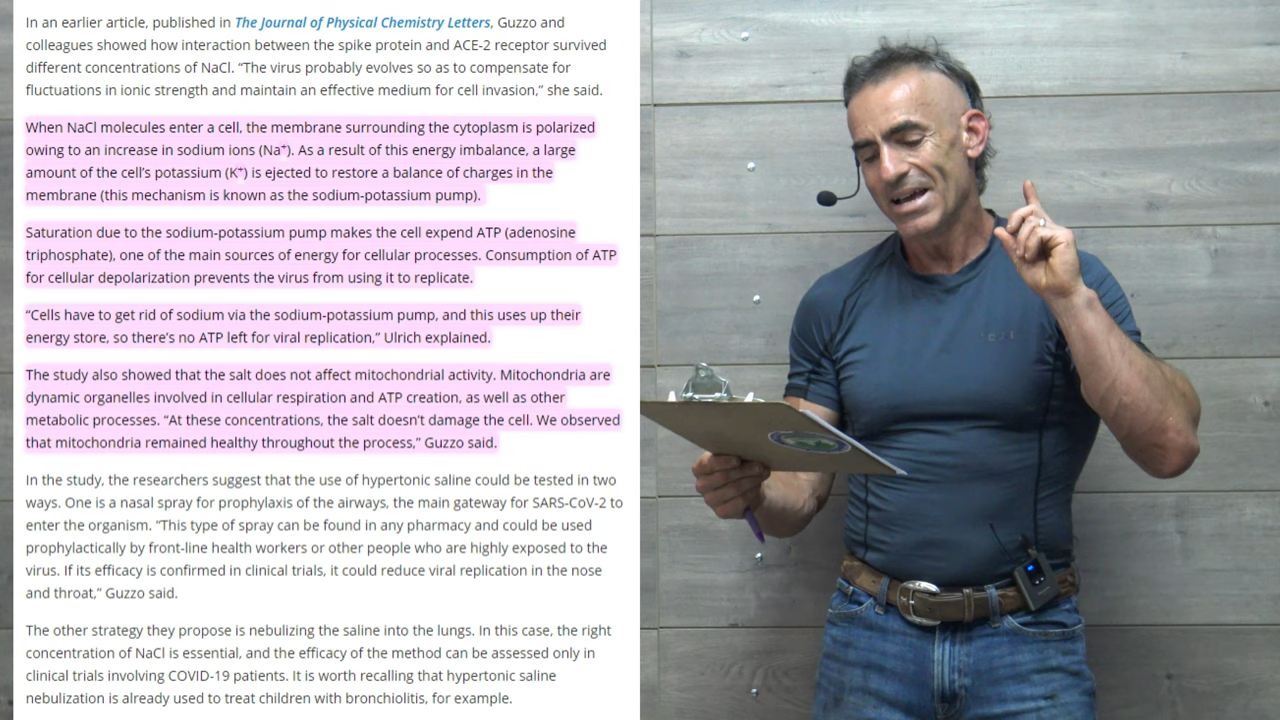 In an earlier article, published in The Journal of Physical Chemistry Letters, Guzzo and
colleagues showed how interaction between the spike protein and ACE-2 receptor survived
different concentrations of NaCl. “The virus probably evolves so as to compensate for
fluctuations in ionic strength and maintain an effective medium for cell invasion,” she said.
When NaCl molecules enter a cell, the membrane surrounding the cytoplasm is polarized
owing to an increase in sodium ions (Na⁺). As a result of this energy imbalance, a large
amount of the cell’s potassium (K⁺) is ejected to restore a balance of charges in the
membrane (this mechanism is known as the sodium-potassium pump).
Saturation due to the sodium-potassium pump makes the cell expend ATP (adenosine
triphosphate), one of the main sources of energy for cellular processes. Consumption of ATP
for cellular depolarization prevents the virus from using it to replicate.
“Cells have to get rid of sodium via the sodium-potassium pump, and this uses up their
energy store, so there’s no ATP left for viral replication,” Ulrich explained.
The study also showed that the salt does not affect mitochondrial activity. Mitochondria are
dynamic organelles involved in cellular respiration and ATP creation, as well as other
metabolic processes. “At these concentrations, the salt doesn’t damage the cell. We observed
that mitochondria remained healthy throughout the process,” Guzzo said.
In the study, the researchers suggest that the use of hypertonic saline could be tested in two
ways. One is a nasal spray for prophylaxis of the airways, the main gateway for SARS-CoV-2 to
enter the organism. “This type of spray can be found in any pharmacy and could be used
prophylactically by front-line health workers or other people who are highly exposed to the
virus. If its efficacy is confirmed in clinical trials, it could reduce viral replication in the nose
and throat,” Guzzo said.
The other strategy they propose is nebulizing the saline into the lungs. In this case, the right
concentration of NaCl is essential, and the efficacy of the method can be assessed only in
clinical trials involving COVID-19 patients. It is worth recalling that hypertonic saline
nebulization is already used to treat children with bronchiolitis, for example.